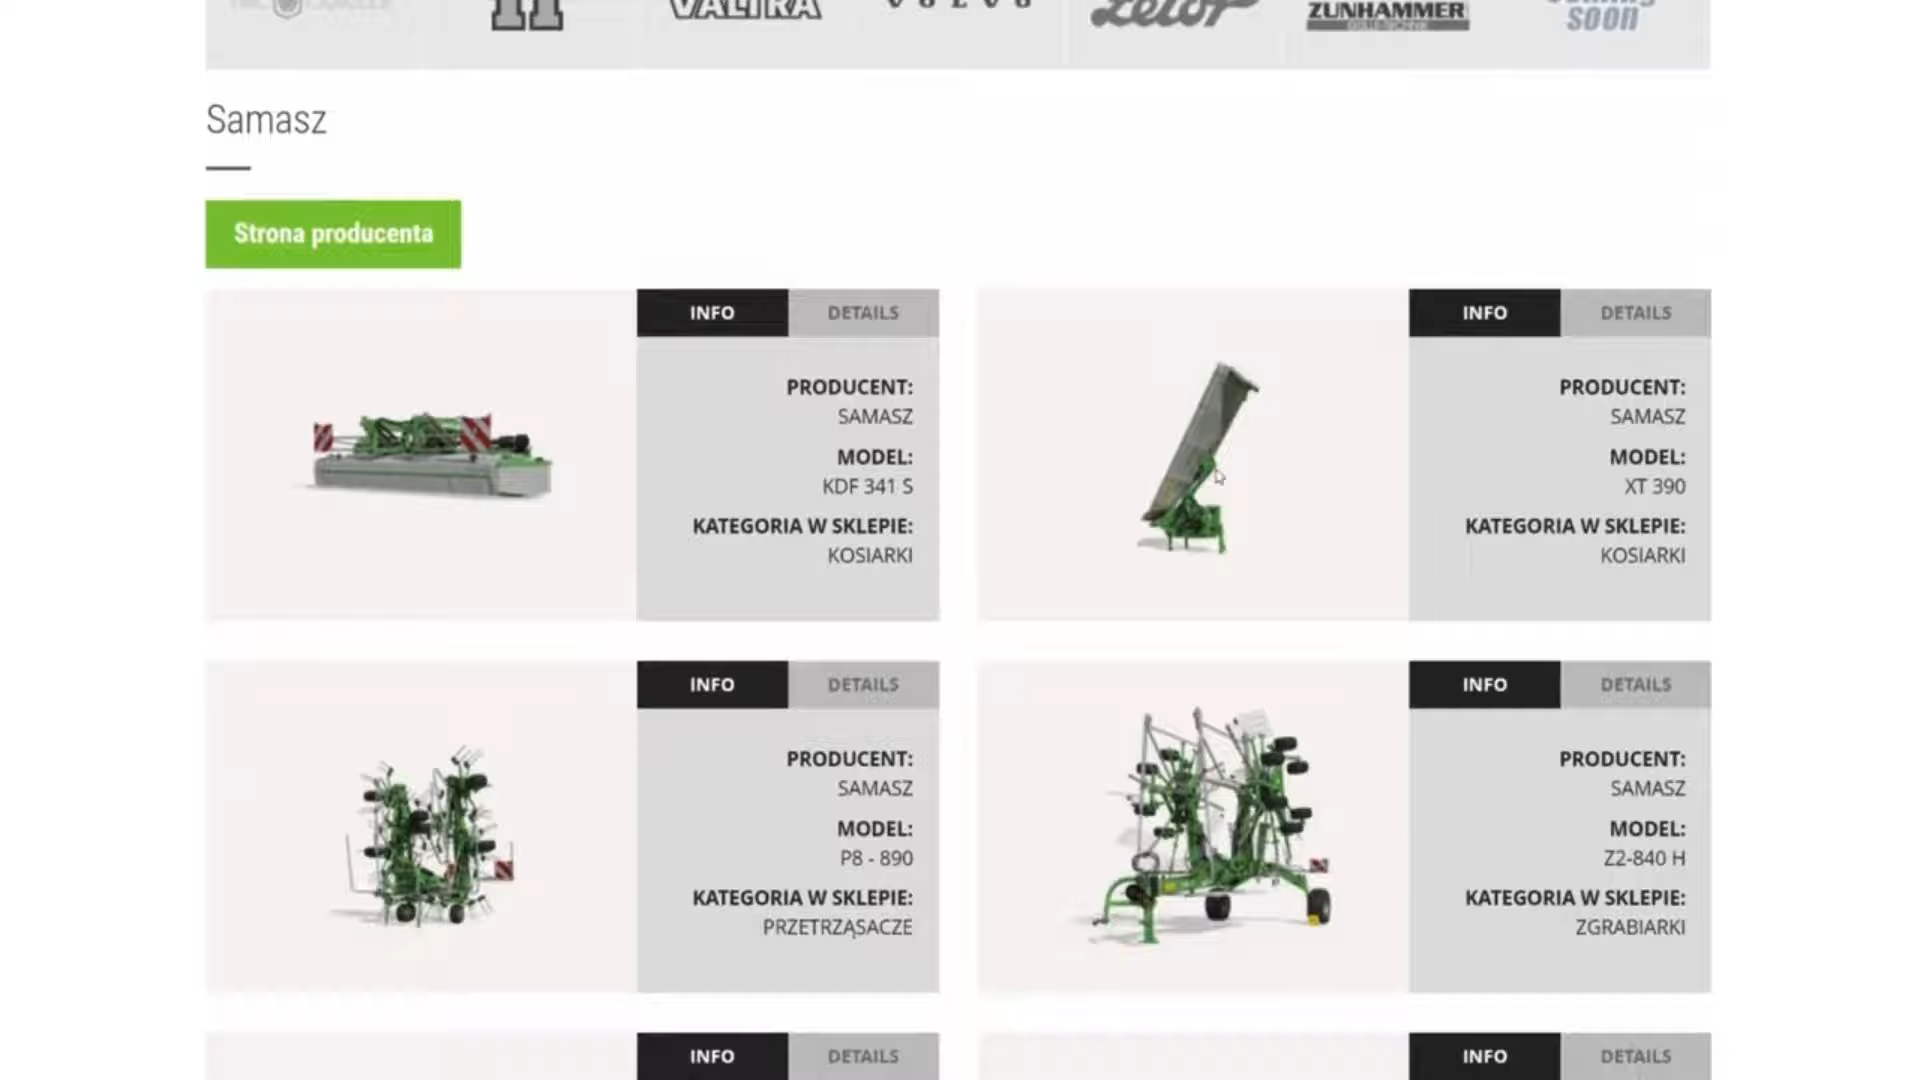 VALTRA
VOLVO
Zetor
ZUNHAMMER
soon
Samasz
Strona producenta
INFO DETAILS
PRODUCENT:
SAMASZ
MODEL:
KDF 341 S
KATEGORIA W SKLEPIE:
KOSIARKI
INFO DETAILS
PRODUCENT:
SAMASZ
MODEL:
XT 390
KATEGORIA W SKLEPIE:
KOSIARKI
INFO DETAILS
PRODUCENT:
SAMASZ
MODEL:
P8 - 890
KATEGORIA W SKLEPIE:
PRZETRZĄSACZE
INFO DETAILS
PRODUCENT:
SAMASZ
MODEL:
Z2-840 H
KATEGORIA W SKLEPIE:
ZGRABIARKI
INFO DETAILS
INFO DETAILS